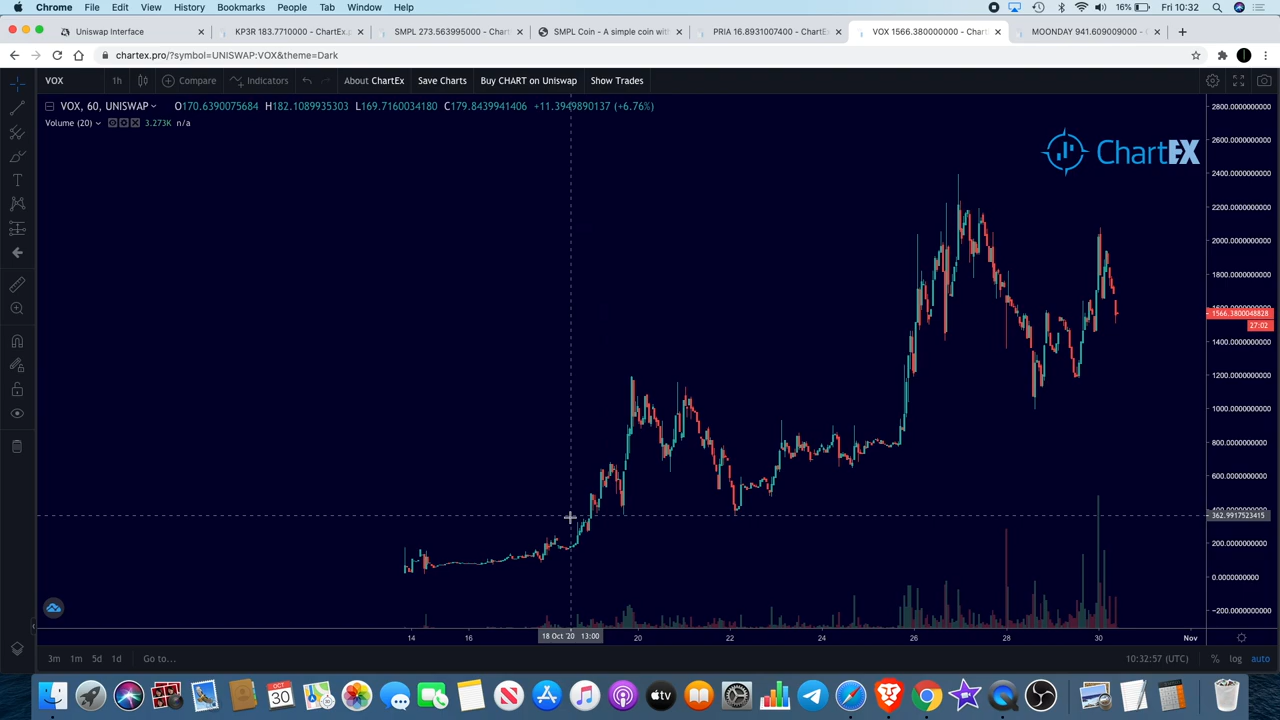 Chrome File Edit View History Bookmarks People Tab Window Help 16% Fri 10:32
Uniswap Interface KP3R 183.7710000 - ChartEx.p SMPL 273.563995000 - ChartE SMPL Coin - A simple coin with PRIA 16.8931007400 - ChartEx VOX 1566.380000000 - ChartEx MOONDAY 941.609009000 - Ch
chartex.pro/?symbol=UNISWAP:VOX&theme=Dark
VOX 1h Compare Indicators About ChartEx Save Charts Buy CHART on Uniswap Show Trades
VOX, 60, UNISWAP O170.6390075684 H182.1089935303 L169.7160034180 C179.8439941406 +11.3949890137 (+6.76%)
Volume (20) 3.273K n/a
ChartEX
2800.0000000000
2400.0000000000
2200.0000000000
2000.0000000000
1800.0000000000
1566.3800048828
27:02
1400.0000000000
1200.0000000000
1000.0000000000
800.0000000000
600.0000000000
362.9917523415
200.0000000000
0.0000000000
-200.0000000000
14 16 18 Oct '20 13:00 20 22 24 26 28 30 Nov
3m 1m 5d 1d Go to... 10:32:57 (UTC) % log auto
OCT
30